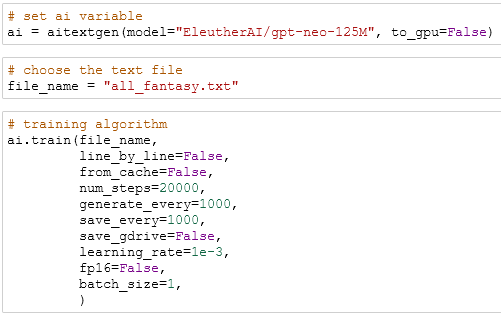 # set ai variable
ai = aitextgen(model="EleutherAI/gpt-neo-125M", to_gpu=False)
# choose the text file
file_name = "all_fantasy.txt"
# training algorithm
ai.train(file_name,
line_by_line=False,
from_cache=False,
num_steps=20000,
generate_every=1000,
save_every=1000,
save_gdrive=False,
learning_rate=1e-3,
fp16=False,
batch_size=1,
)